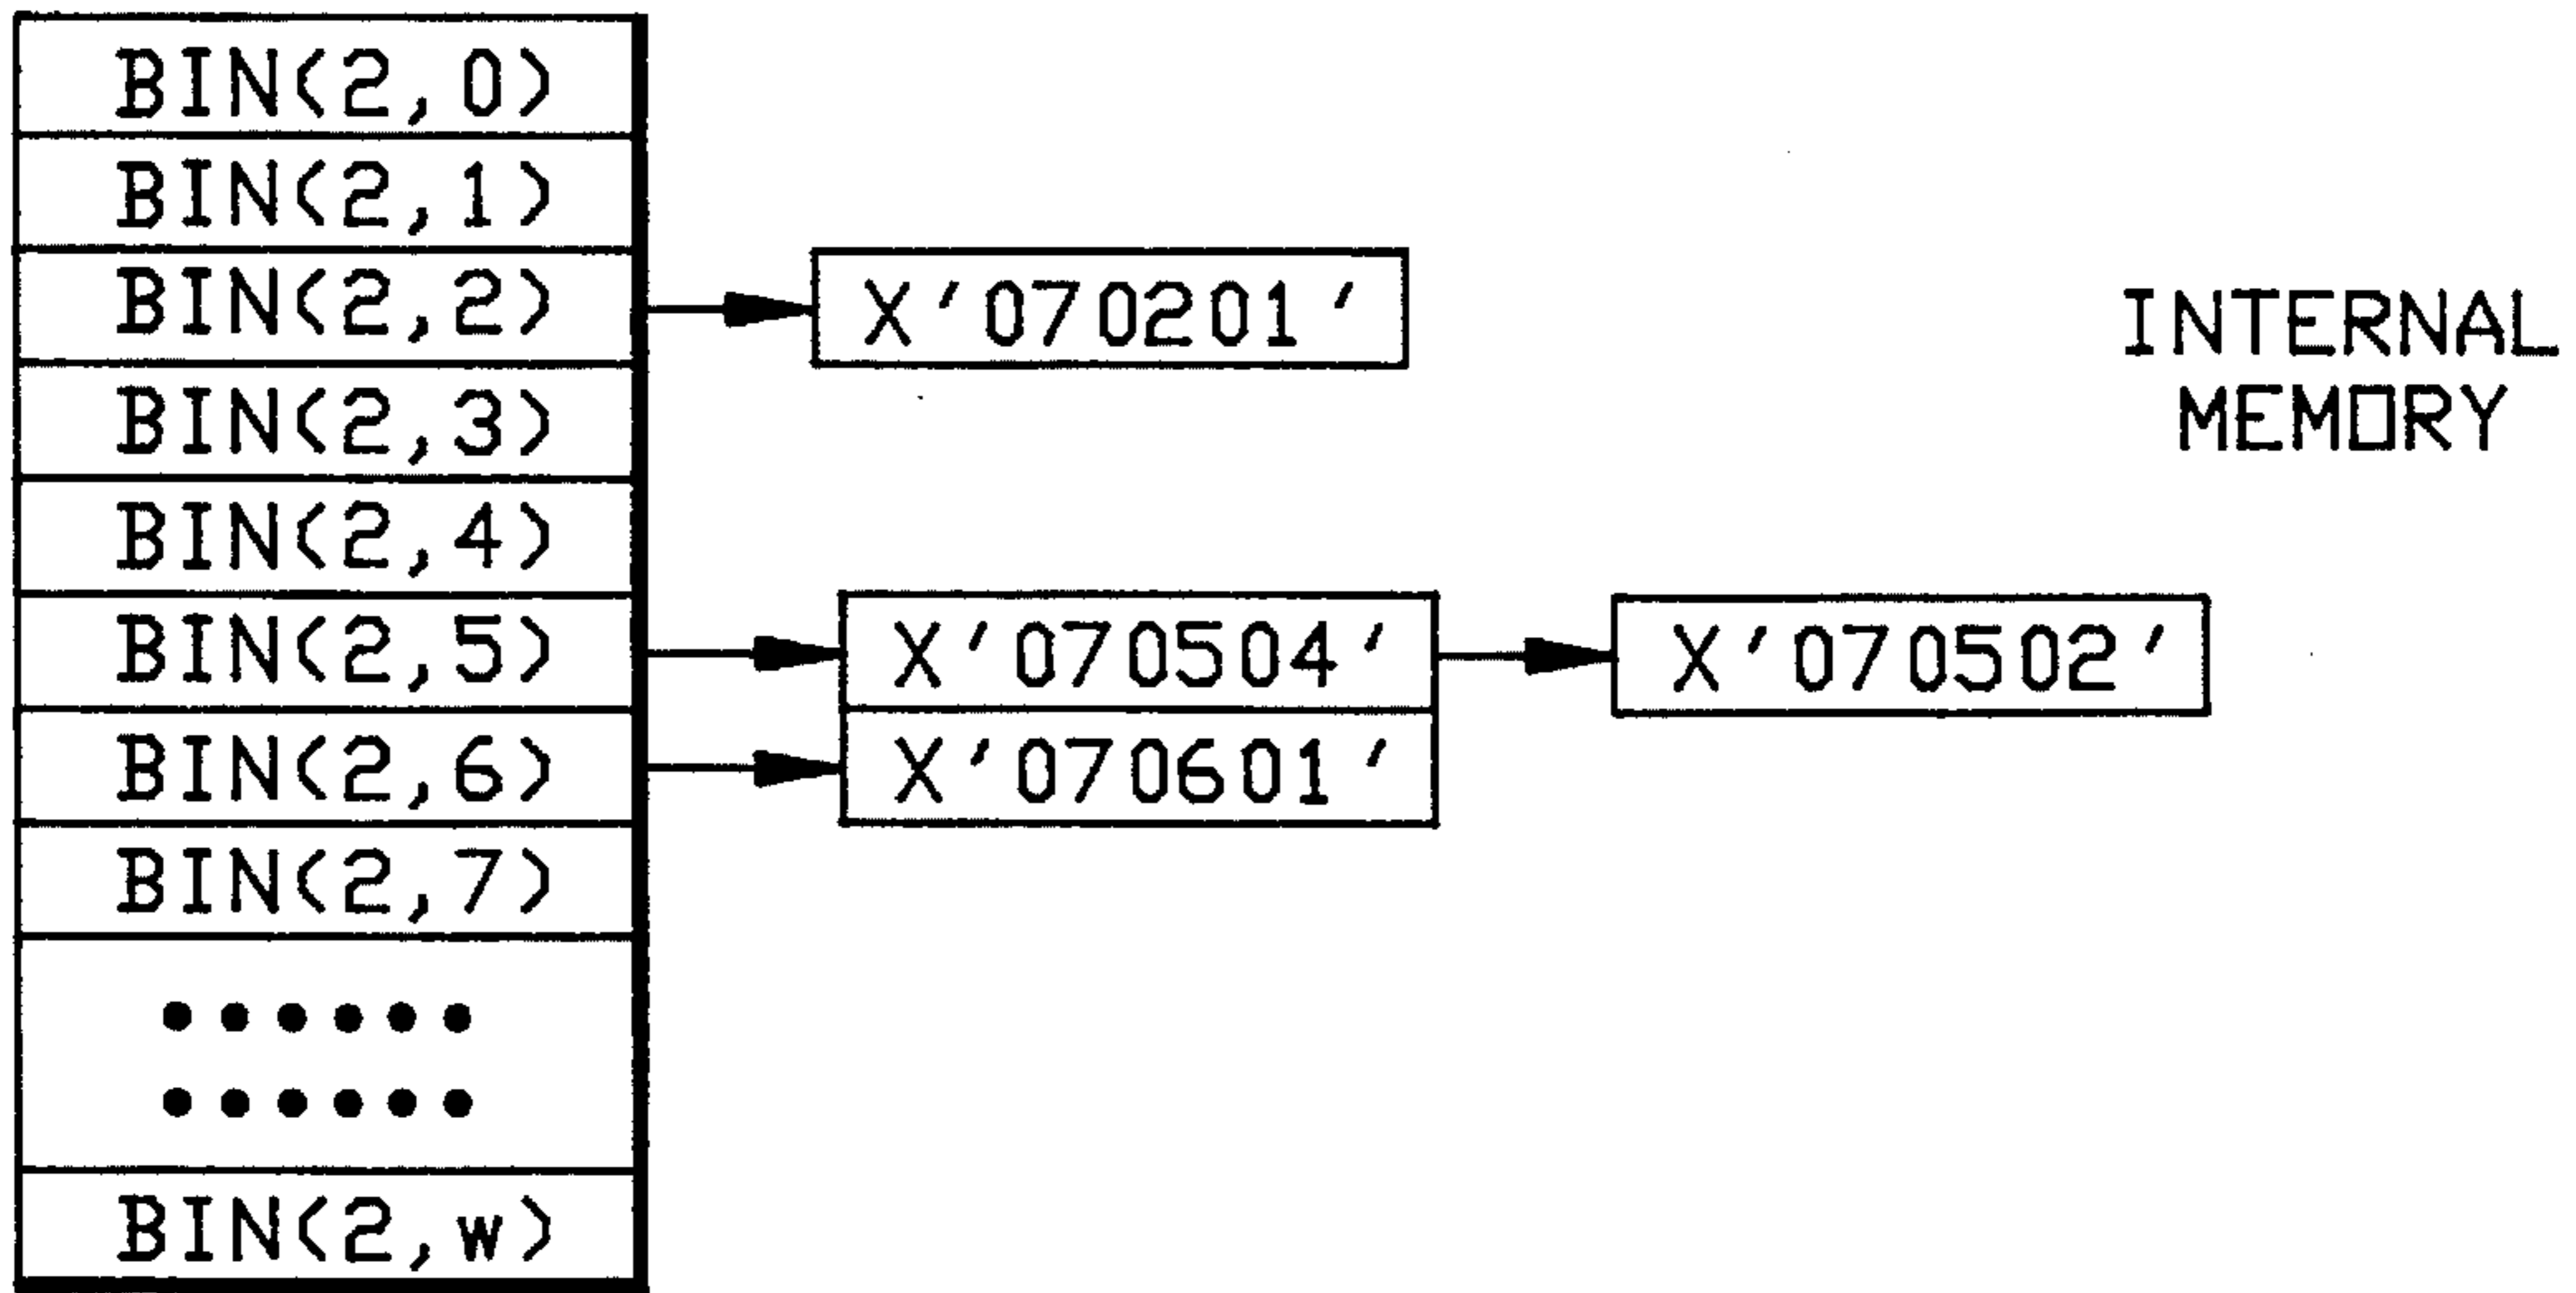 BIN(2,0)
BIN(2,1)
BIN(2,2)
X'070201'
INTERNAL
MEMORY
BIN(2,3)
BIN(2,4)
BIN(2,5)
X'070504'
X'070502'
BIN(2,6)
X'070601'
BIN(2,7)
••••••
••••••
BIN(2,w)